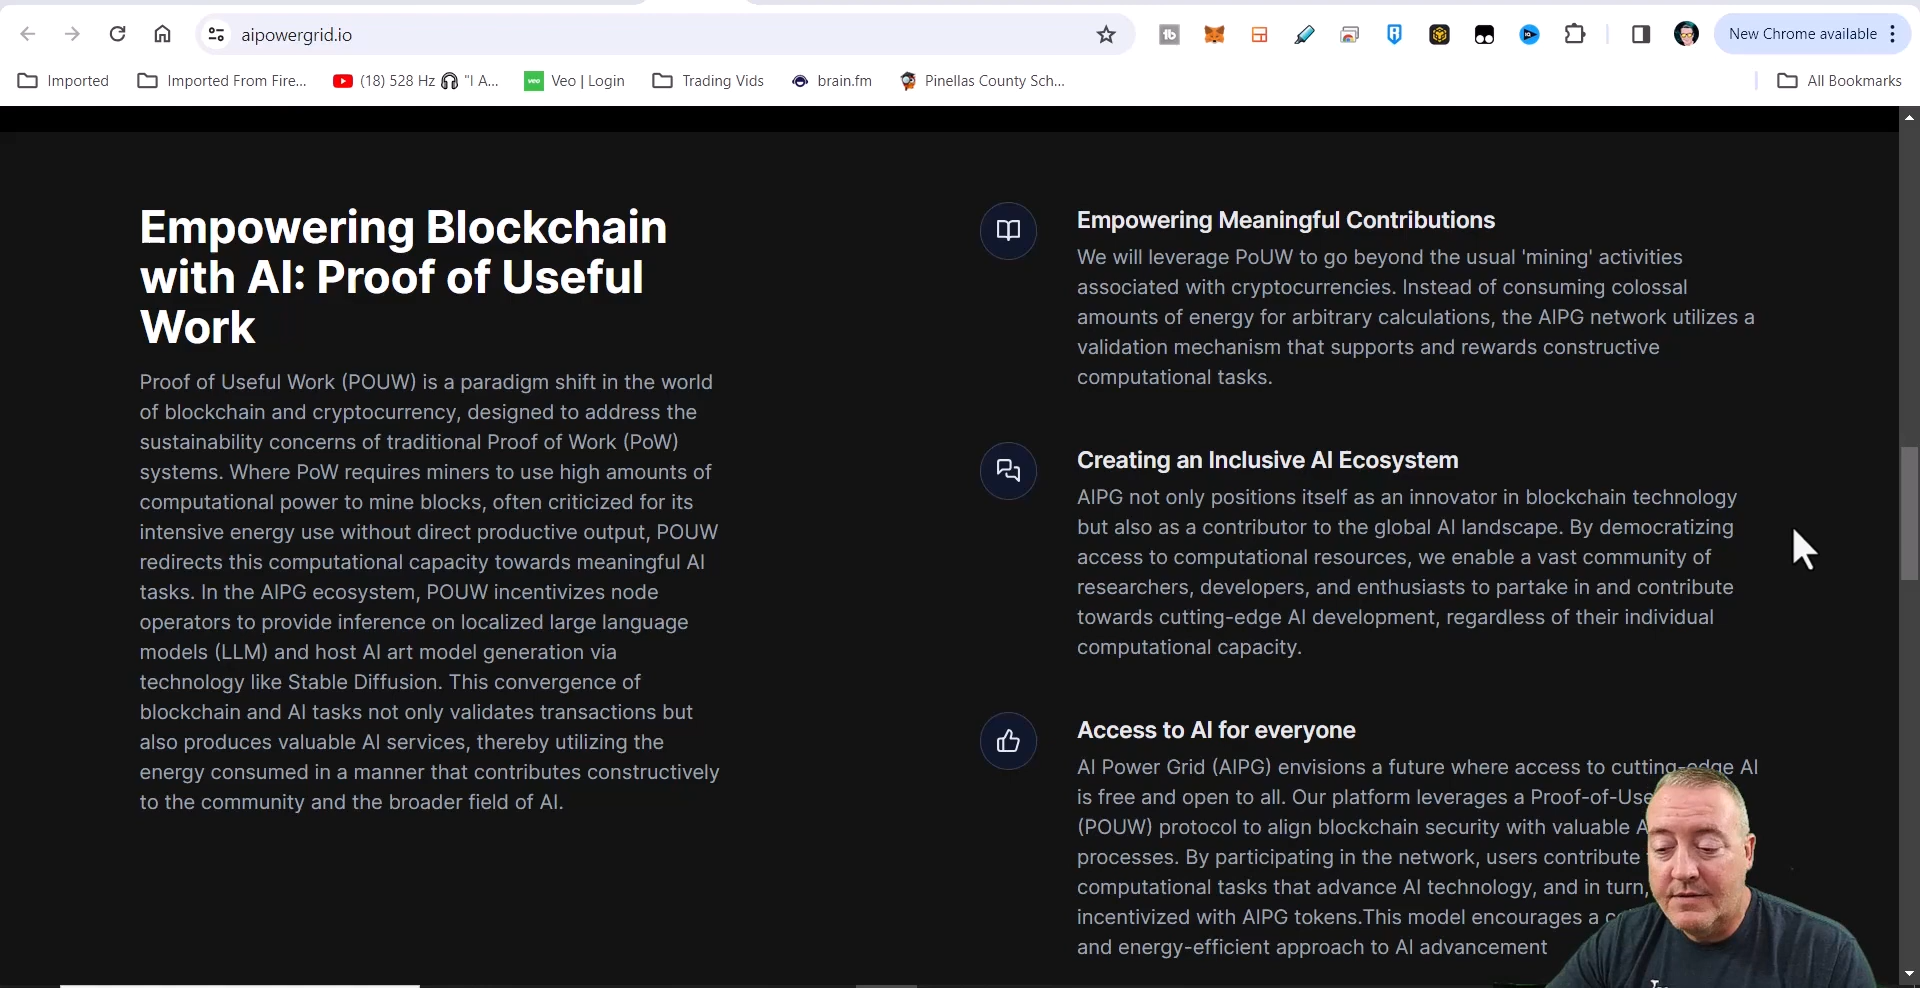 aipowergrid.io
New Chrome available
Imported
Imported From Fire...
(18) 528 Hz 🎧 "I A...
veo
Veo | Login
Trading Vids
brain.fm
Pinellas County Sch...
All Bookmarks
Empowering Blockchain
with AI: Proof of Useful
Work
Proof of Useful Work (POUW) is a paradigm shift in the world
of blockchain and cryptocurrency, designed to address the
sustainability concerns of traditional Proof of Work (PoW)
systems. Where PoW requires miners to use high amounts of
computational power to mine blocks, often criticized for its
intensive energy use without direct productive output, POUW
redirects this computational capacity towards meaningful AI
tasks. In the AIPG ecosystem, POUW incentivizes node
operators to provide inference on localized large language
models (LLM) and host AI art model generation via
technology like Stable Diffusion. This convergence of
blockchain and AI tasks not only validates transactions but
also produces valuable AI services, thereby utilizing the
energy consumed in a manner that contributes constructively
to the community and the broader field of AI.
Empowering Meaningful Contributions
We will leverage PoUW to go beyond the usual 'mining' activities
associated with cryptocurrencies. Instead of consuming colossal
amounts of energy for arbitrary calculations, the AIPG network utilizes a
validation mechanism that supports and rewards constructive
computational tasks.
Creating an Inclusive AI Ecosystem
AIPG not only positions itself as an innovator in blockchain technology
but also as a contributor to the global AI landscape. By democratizing
access to computational resources, we enable a vast community of
researchers, developers, and enthusiasts to partake in and contribute
towards cutting-edge AI development, regardless of their individual
computational capacity.
Access to AI for everyone
AI Power Grid (AIPG) envisions a future where access to cutting-edge AI
is free and open to all. Our platform leverages a Proof-of-Use
(POUW) protocol to align blockchain security with valuable A
processes. By participating in the network, users contribute
computational tasks that advance AI technology, and in turn,
incentivized with AIPG tokens.This model encourages a
and energy-efficient approach to AI advancement